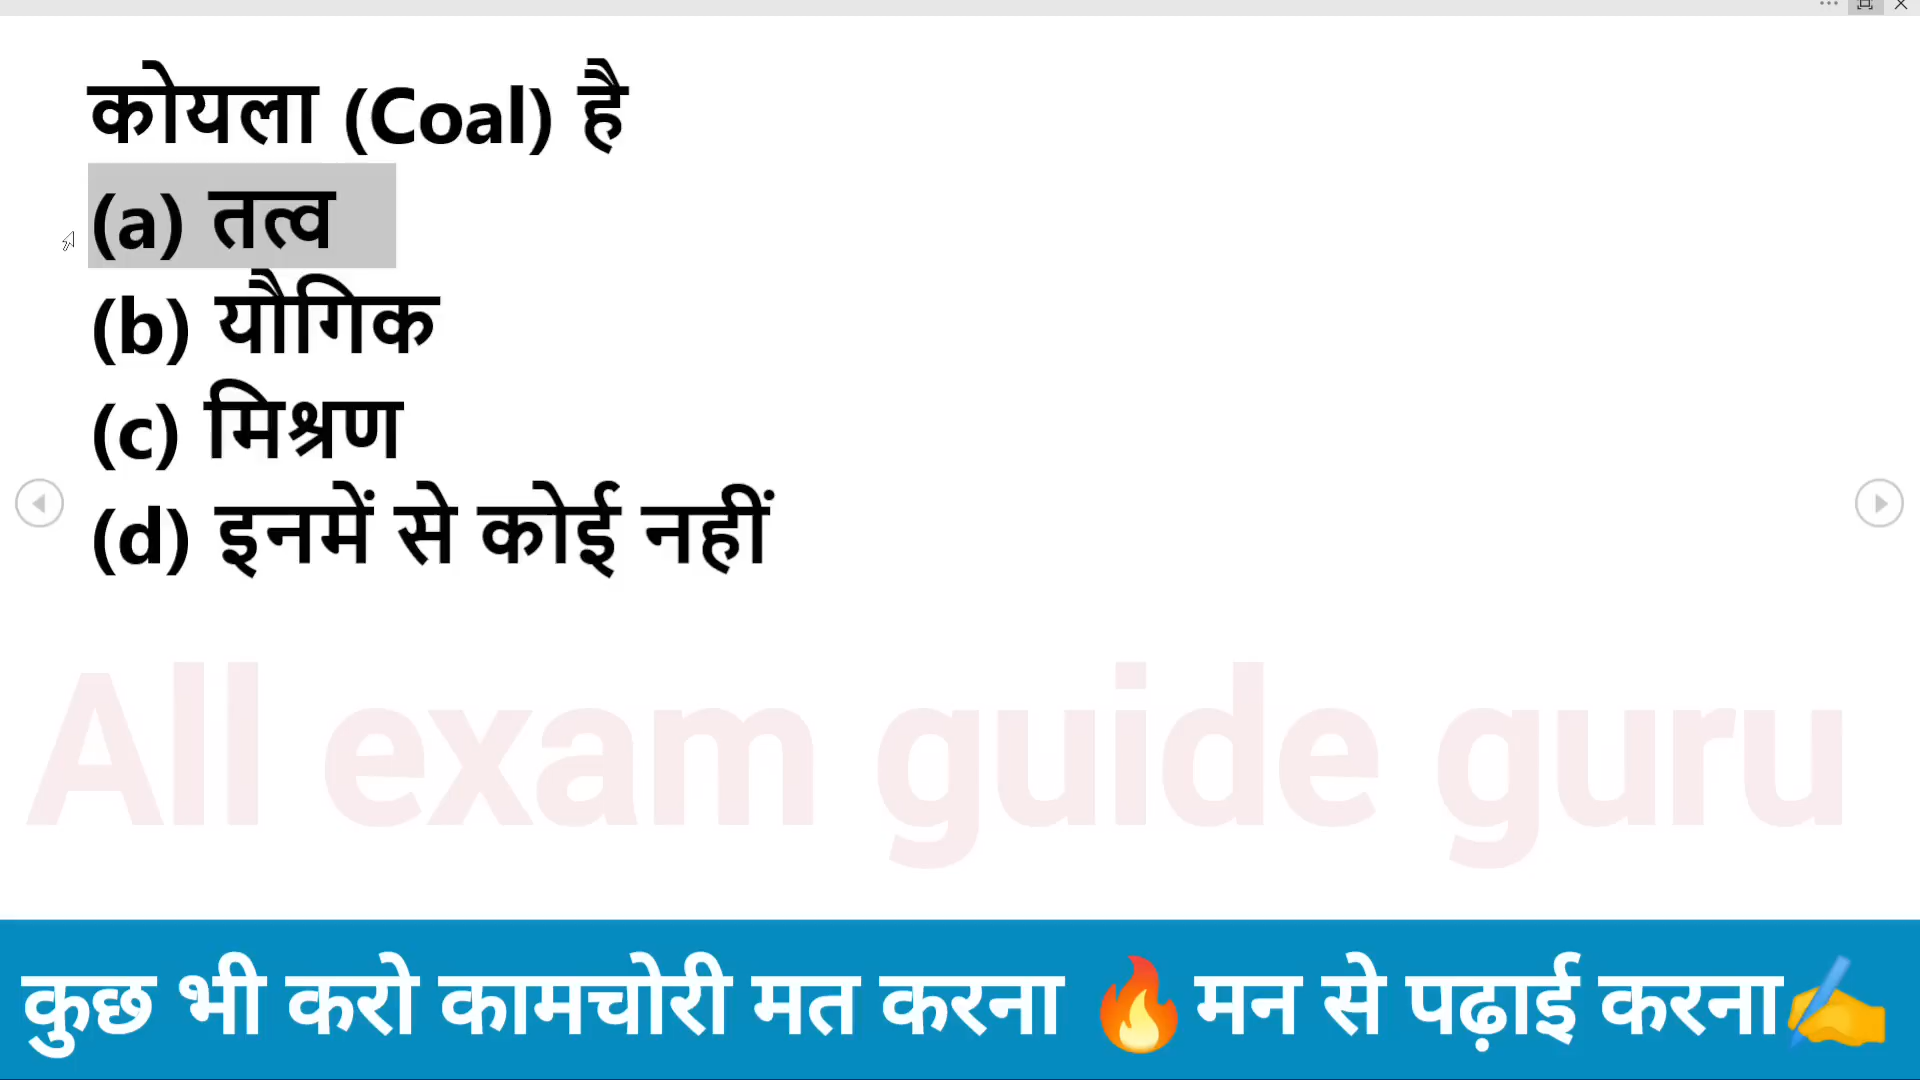 कोयला (Coal) है
(a) तत्व
(b) यौगिक
(c) मिश्रण
(d) इनमें से कोई नहीं
All exam guide guru
कुछ भी करो कामचोरी मत करना 🔥 मन से पढ़ाई करना✍️